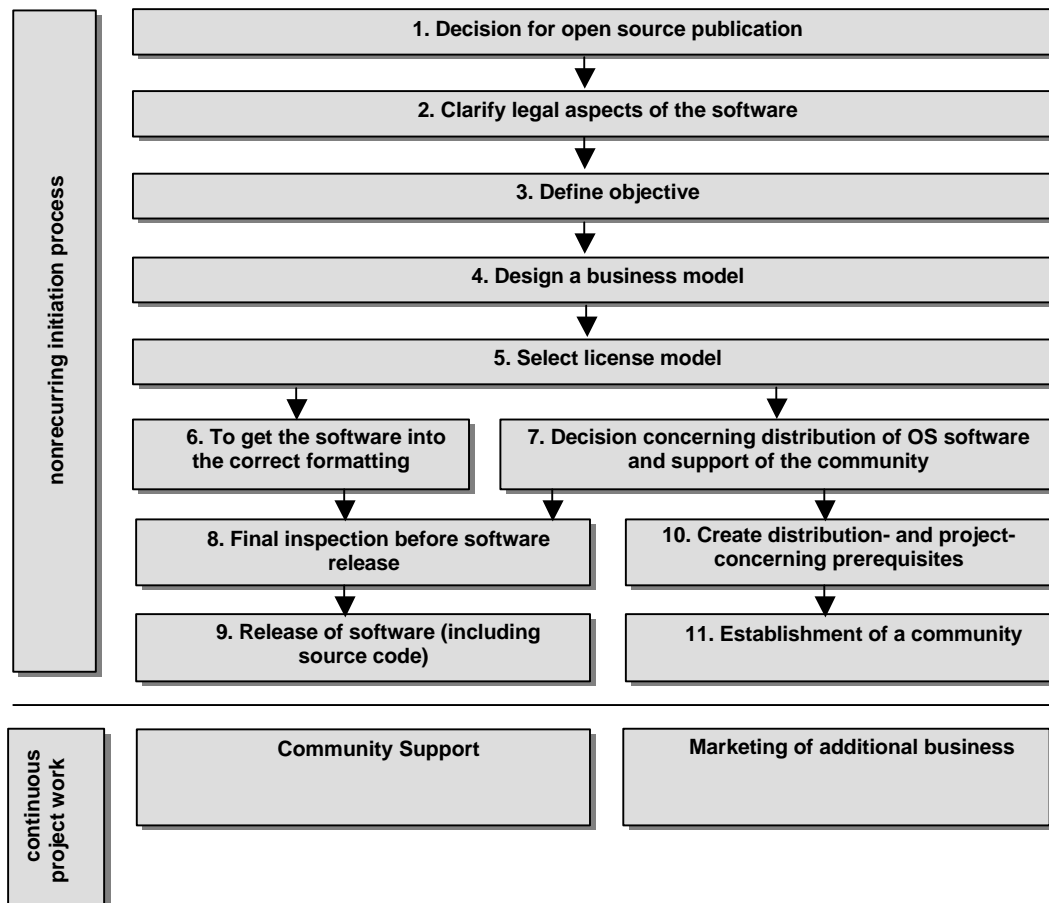 nonrecurring initiation process
1. Decision for open source publication
2. Clarify legal aspects of the software
3. Define objective
4. Design a business model
5. Select license model
6. To get the software into
the correct formatting
7. Decision concerning distribution of OS software
and support of the community
8. Final inspection before software
release
10. Create distribution- and project-
concerning prerequisites
9. Release of software (including
source code)
11. Establishment of a community
continuous
project work
Community Support
Marketing of additional business